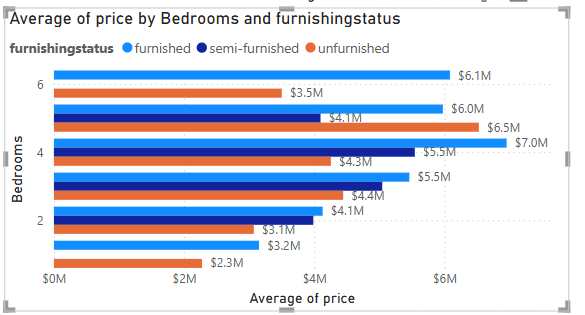 Average of price by Bedrooms and furnishingstatus
furnishingstatus furnished semi-furnished unfurnished
6
$6.1M
$3.5M
$6.0M
$4.1M
$6.5M
Bedrooms
4
$7.0M
$5.5M
$4.3M
$5.5M
$4.4M
2
$4.1M
$3.1M
$3.2M
$2.3M
$0M $2M $4M $6M
Average of price